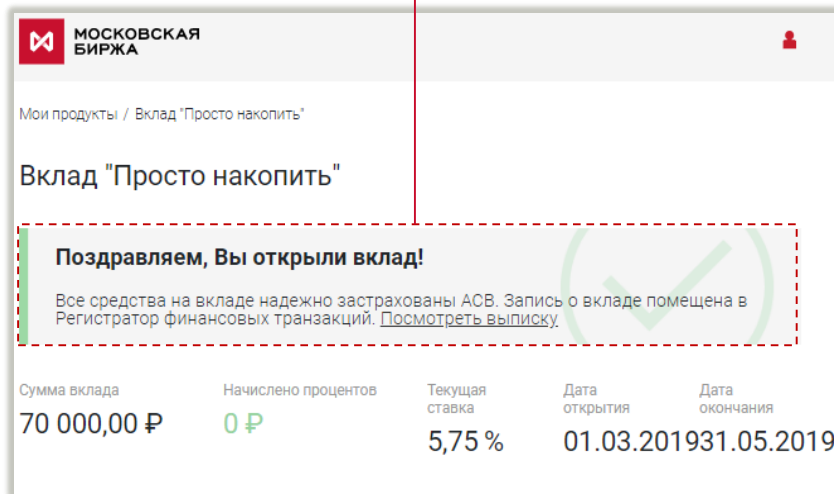 МОСКОВСКАЯ
БИРЖА
Мои продукты / Вклад "Просто накопить"
Вклад "Просто накопить"
Поздравляем, Вы открыли вклад!
Все средства на вкладе надежно застрахованы АСВ. Запись о вкладе помещена в
Регистратор финансовых транзакций. Посмотреть выписку
Сумма вклада
70 000,00 ₽
Начислено процентов
0 ₽
Текущая
ставка
5,75 %
Дата
открытия
01.03.2019
Дата
окончания
31.05.2019